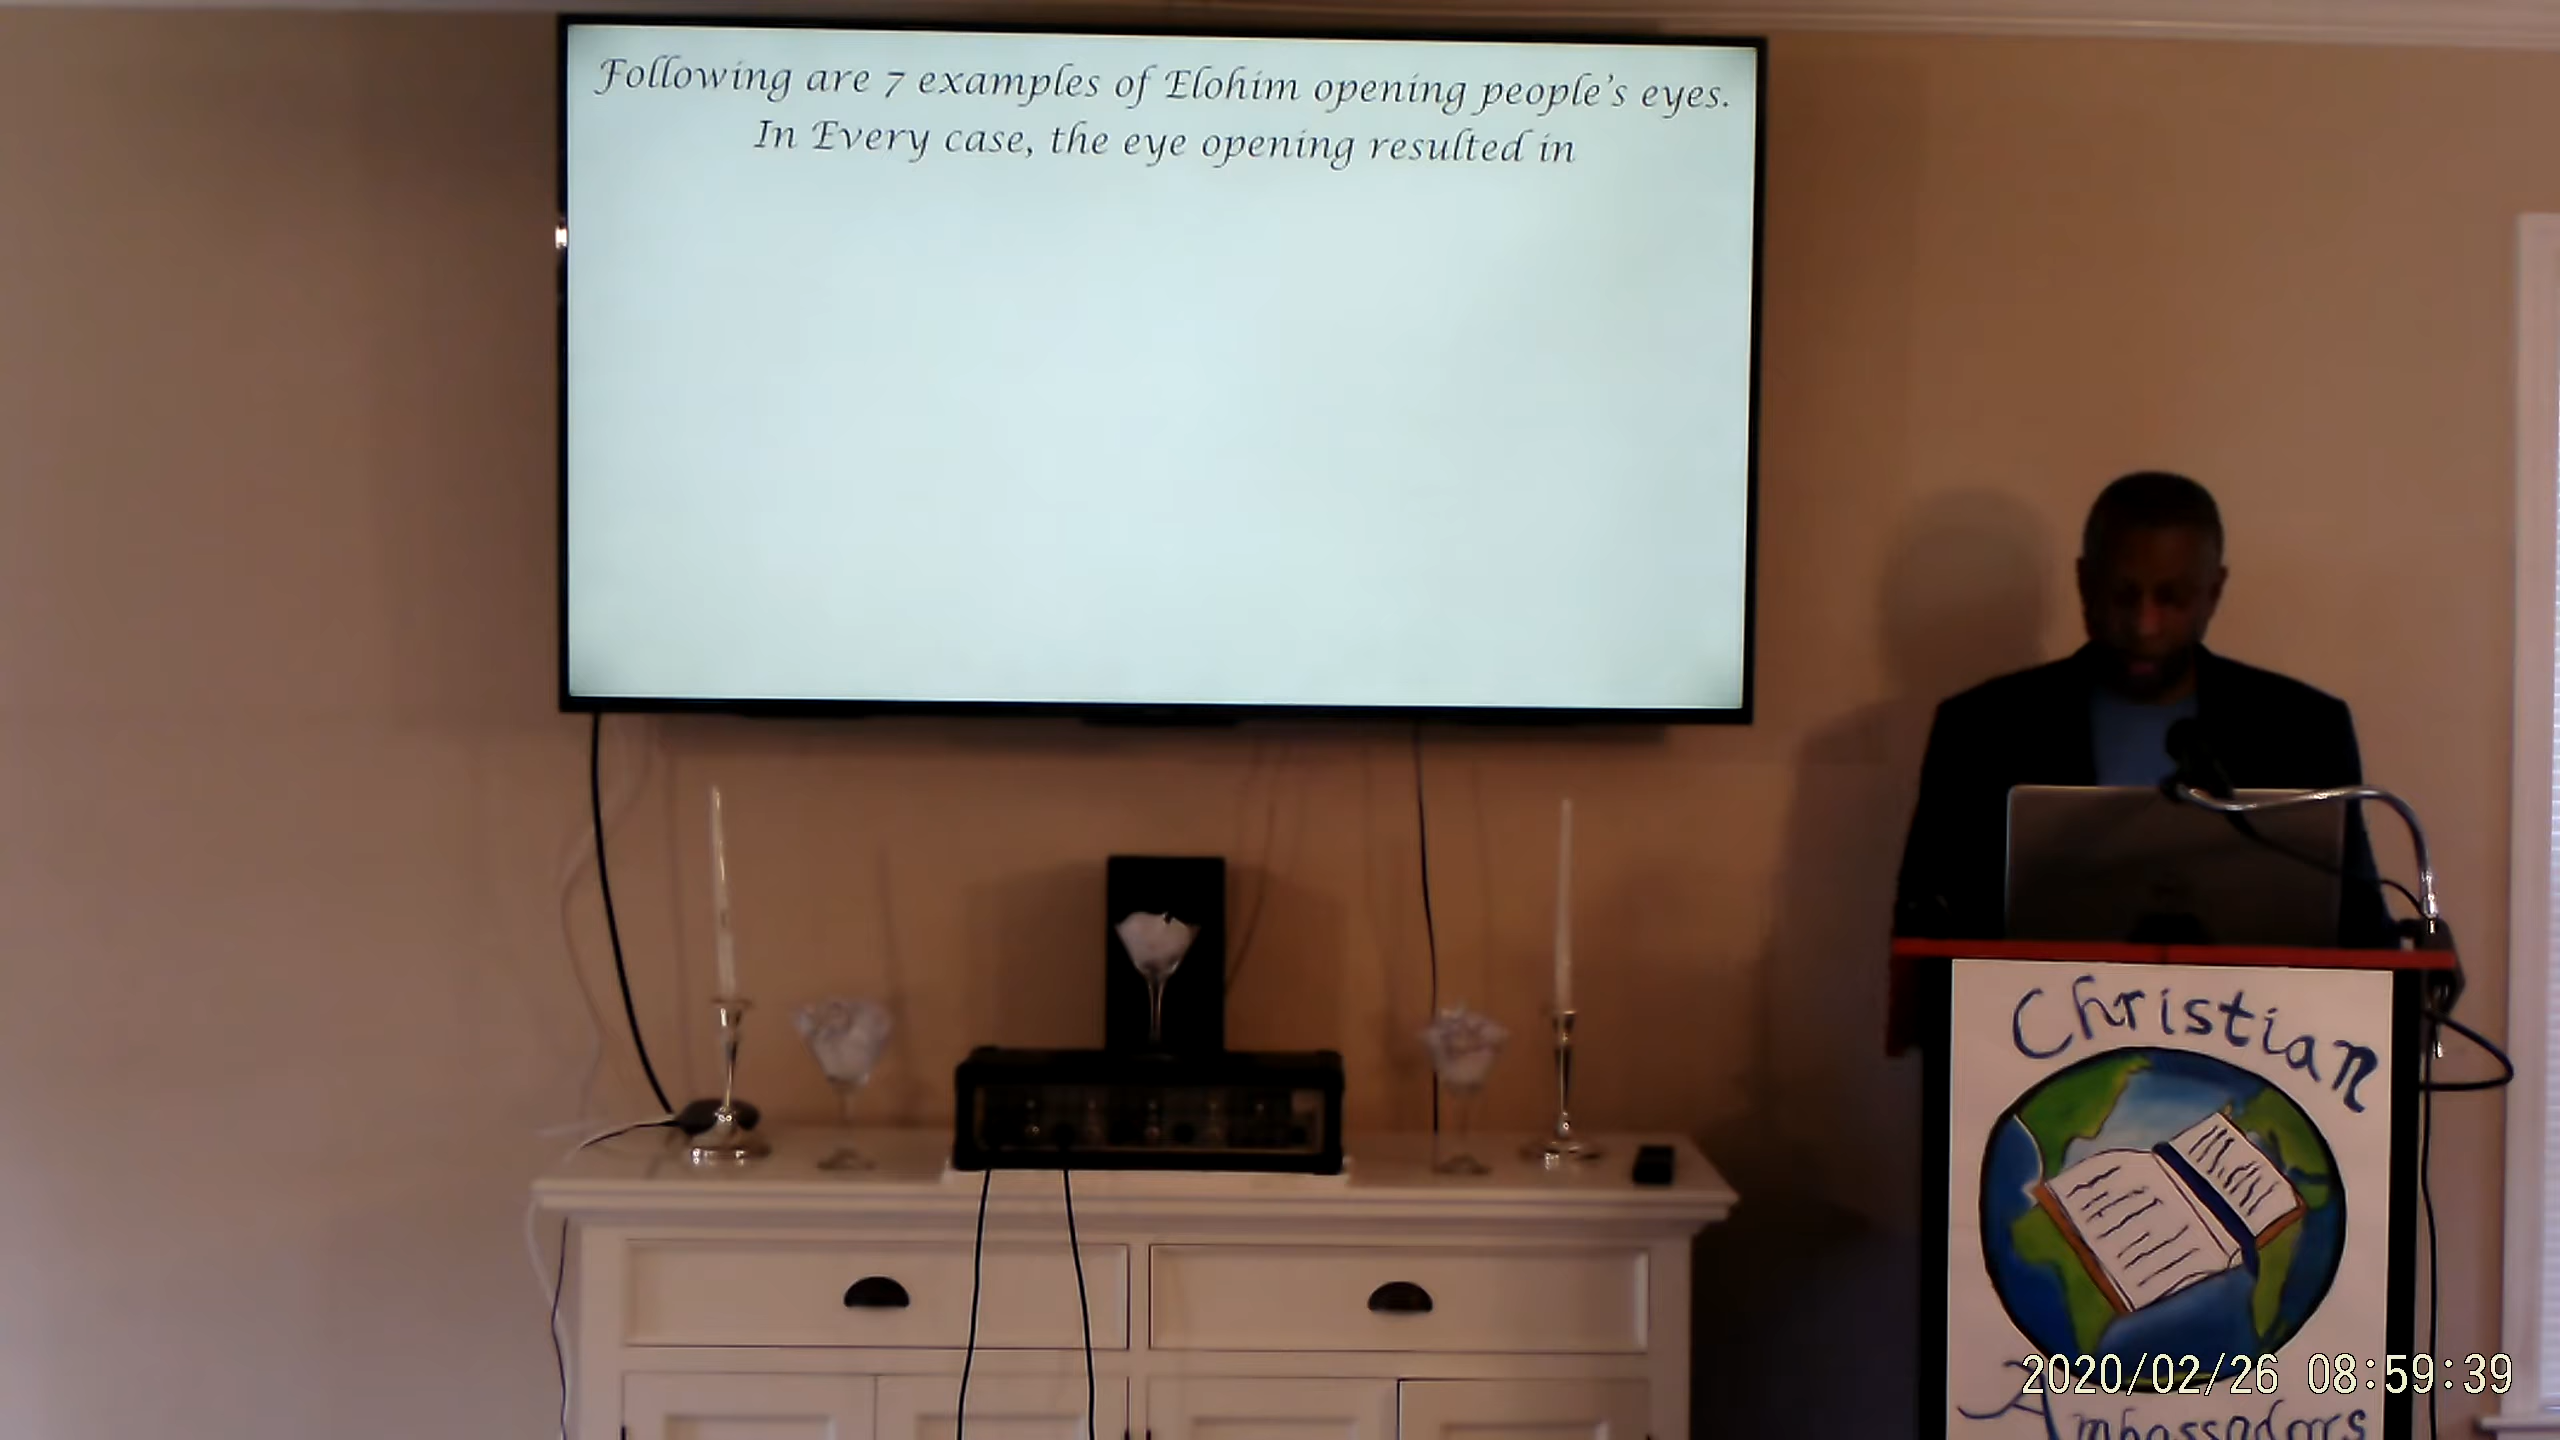 Following are 7 examples of Elohim opening people's eyes.
In Every case, the eye opening resulted in
Christian
Ambassadors
2020/02/26 08:59:39